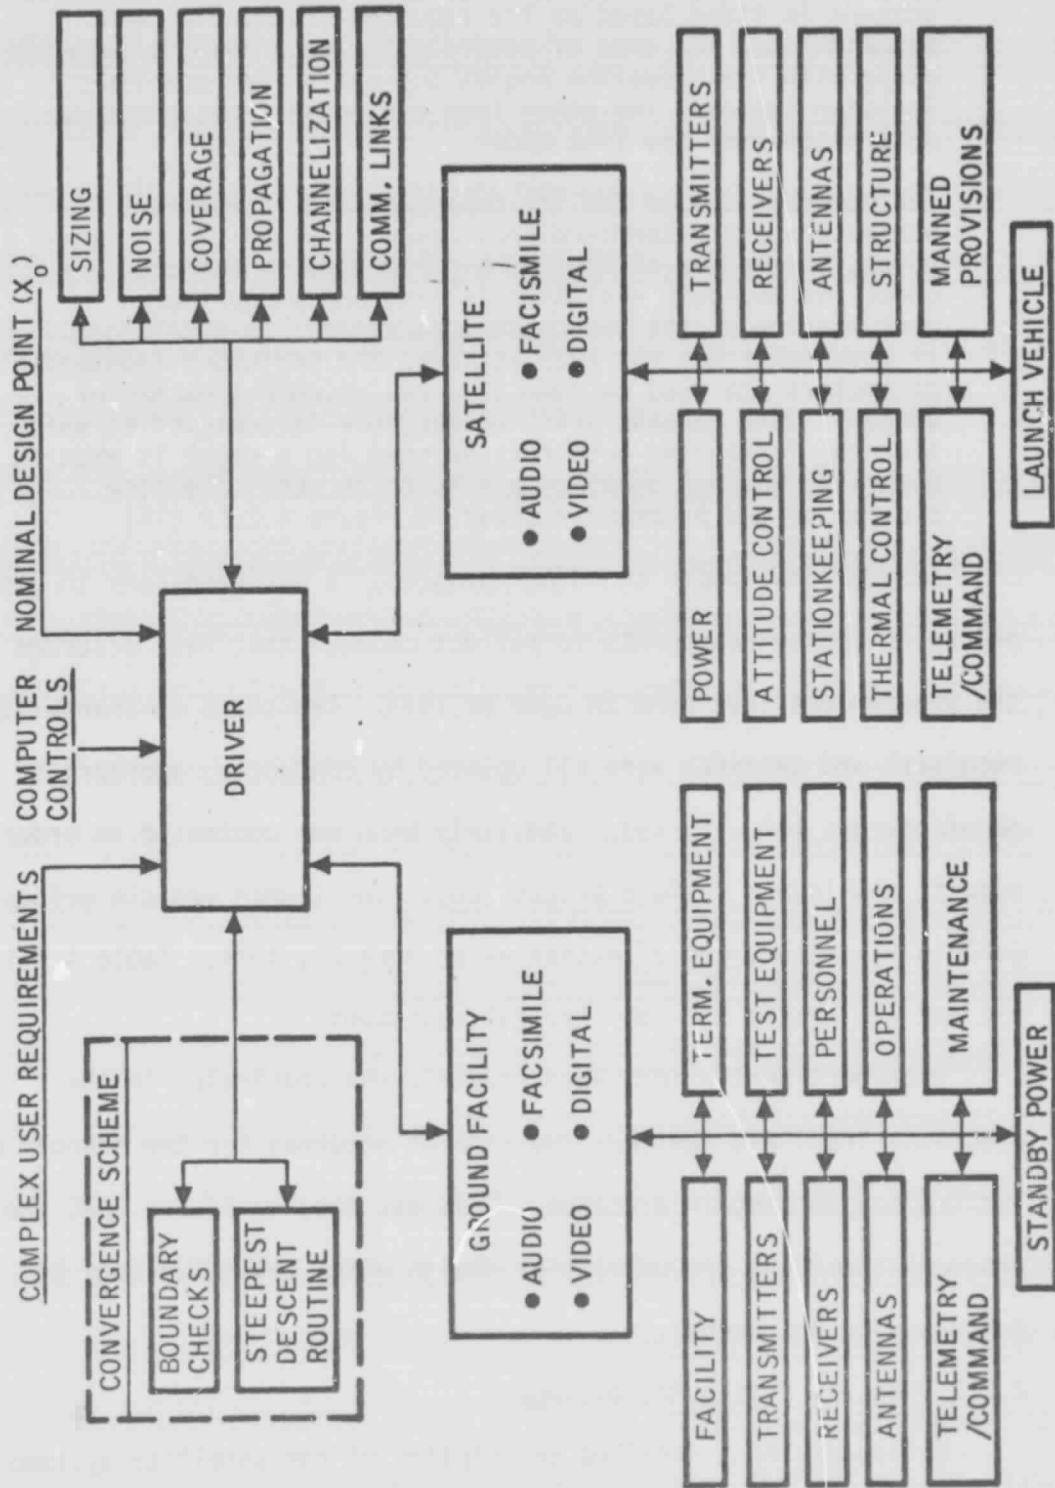 COMPLEX USER REQUIREMENTS
COMPUTER
CONTROLS
NOMINAL DESIGN POINT (X₀)
CONVERGENCE SCHEME
BOUNDARY
CHECKS
STEEPEST
DESCENT
ROUTINE
DRIVER
SIZING
NOISE
COVERAGE
PROPAGATION
CHANNELIZATION
COMM. LINKS
GROUND FACILITY
● AUDIO ● FACSIMILE
● VIDEO ● DIGITAL
SATELLITE
● AUDIO ● FACISMILE
● VIDEO ● DIGITAL
FACILITY
TERM. EQUIPMENT
TRANSMITTERS
TEST EQUIPMENT
RECEIVERS
PERSONNEL
ANTENNAS
OPERATIONS
TELEMETRY
/COMMAND
MAINTENANCE
STANDBY POWER
POWER
TRANSMITTERS
ATTITUDE CONTROL
RECEIVERS
STATIONKEEPING
ANTENNAS
THERMAL CONTROL
STRUCTURE
TELEMETRY
/COMMAND
MANNED
PROVISIONS
LAUNCH VEHICLE